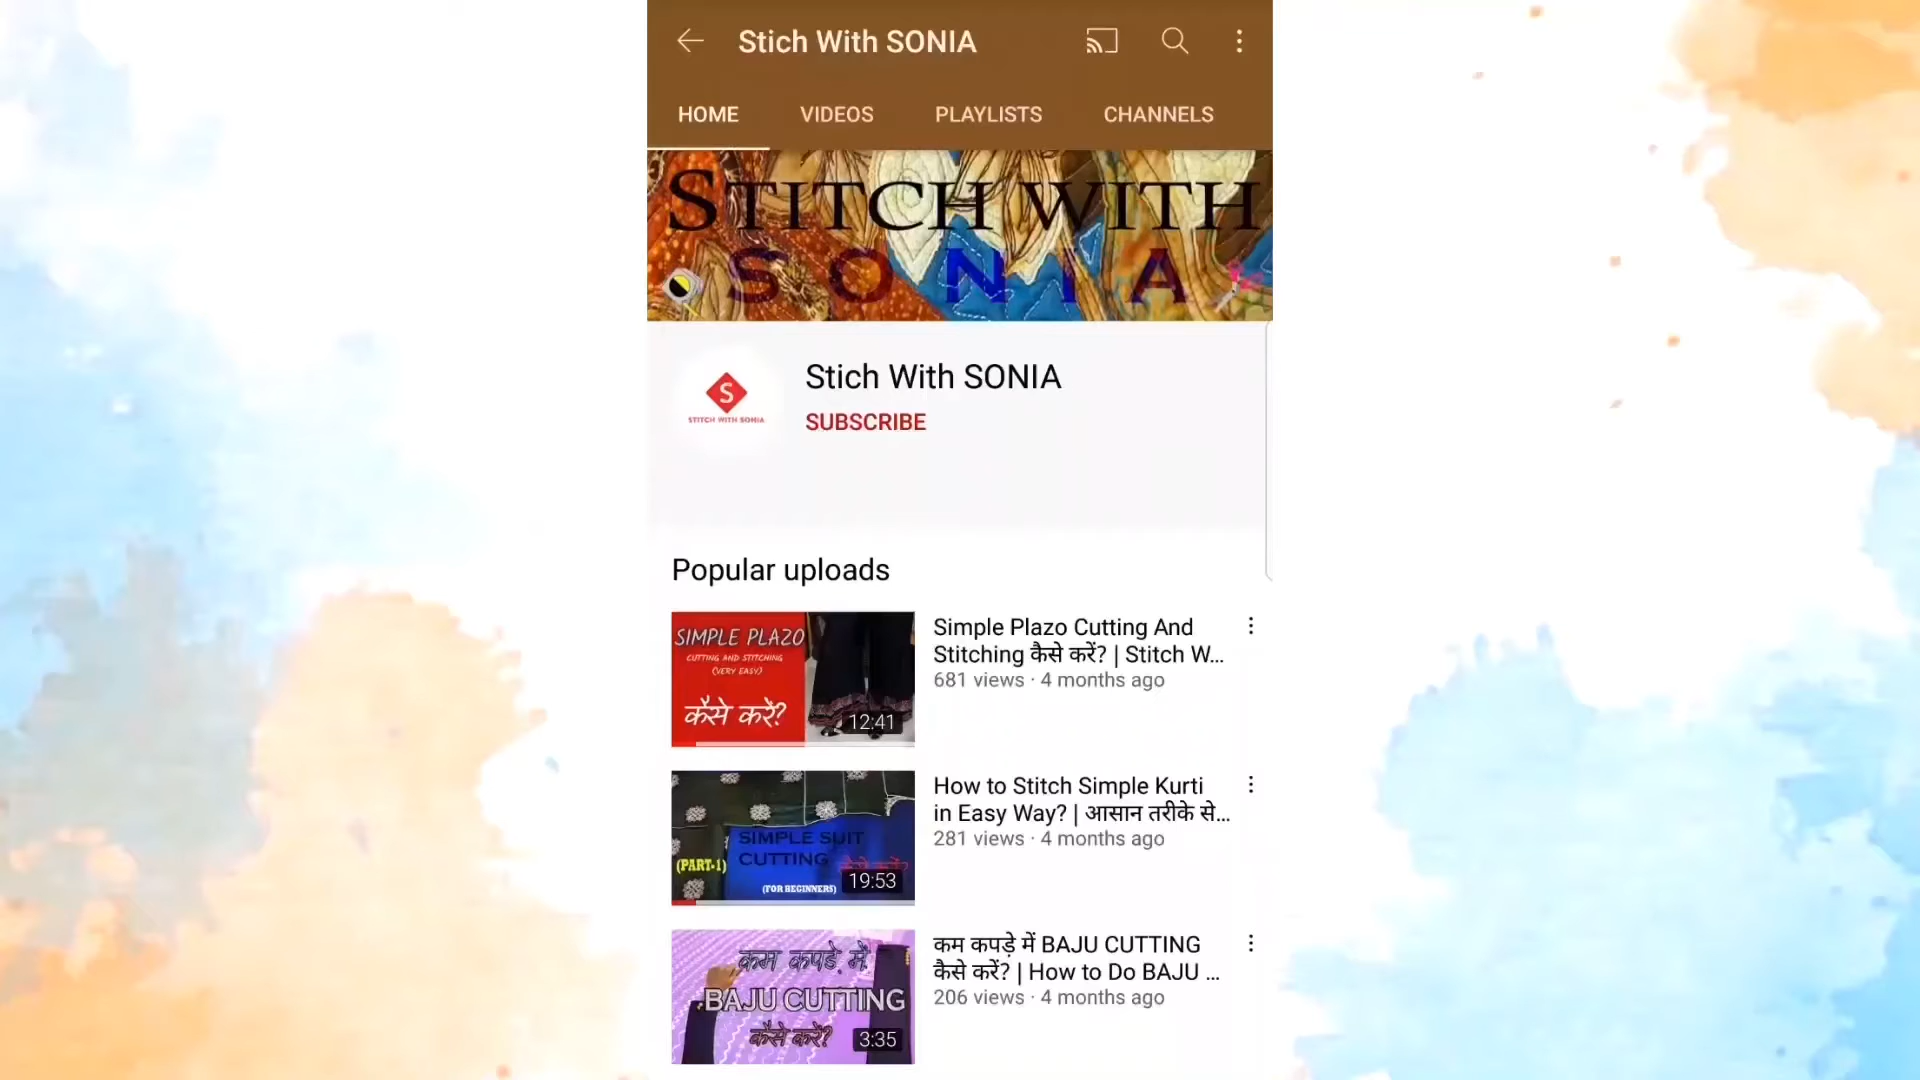 Stich With SONIA
HOME VIDEOS PLAYLISTS CHANNELS
STITCH WITH
SONIA
S
STITCH WITH SONIA
Stich With SONIA
SUBSCRIBE
Popular uploads
SIMPLE PLAZO
CUTTING AND STITCHING
(VERY EASY)
कैसे करें?
12:41
Simple Plazo Cutting And
Stitching कैसे करें? | Stitch W...
681 views · 4 months ago
SIMPLE SUIT
CUTTING
कैसे करें?
(PART-1)
(FOR BEGINNERS)
19:53
How to Stitch Simple Kurti
in Easy Way? | आसान तरीके से...
281 views · 4 months ago
कम कपड़े में
BAJU CUTTING
कैसे करें?
3:35
कम कपड़े में BAJU CUTTING
कैसे करें? | How to Do BAJU ...
206 views · 4 months ago